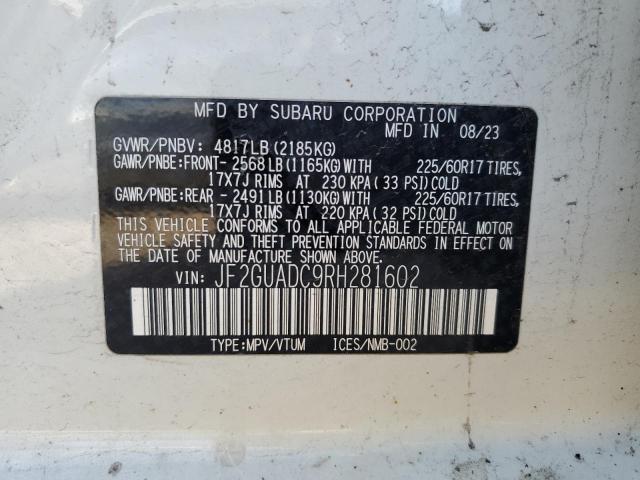 MFD BY SUBARU CORPORATION
MFD IN 08/23
GVWR/PNBV: 4817LB (2185KG)
GAWR/PNBE:FRONT-2568LB(1165KG)WITH 225/60R17 TIRES,
17X7J RIMS AT 230 KPA(33 PSI)COLD
GAWR/PNBE:REAR -2491LB(1130KG)WITH 225/60R17 TIRES,
17X7J RIMS AT 220 KPA(32 PSI)COLD
THIS VEHICLE CONFORMS TO ALL APPLICABLE FEDERAL MOTOR
VEHICLE SAFETY AND THEFT PREVENTION STANDARDS IN EFFECT ON
THE DATE OF MANUFACTURE SHOWN ABOVE.
VIN: JF2GUADC9RH281602
TYPE:MPV/VTUM ICES/NMB-002